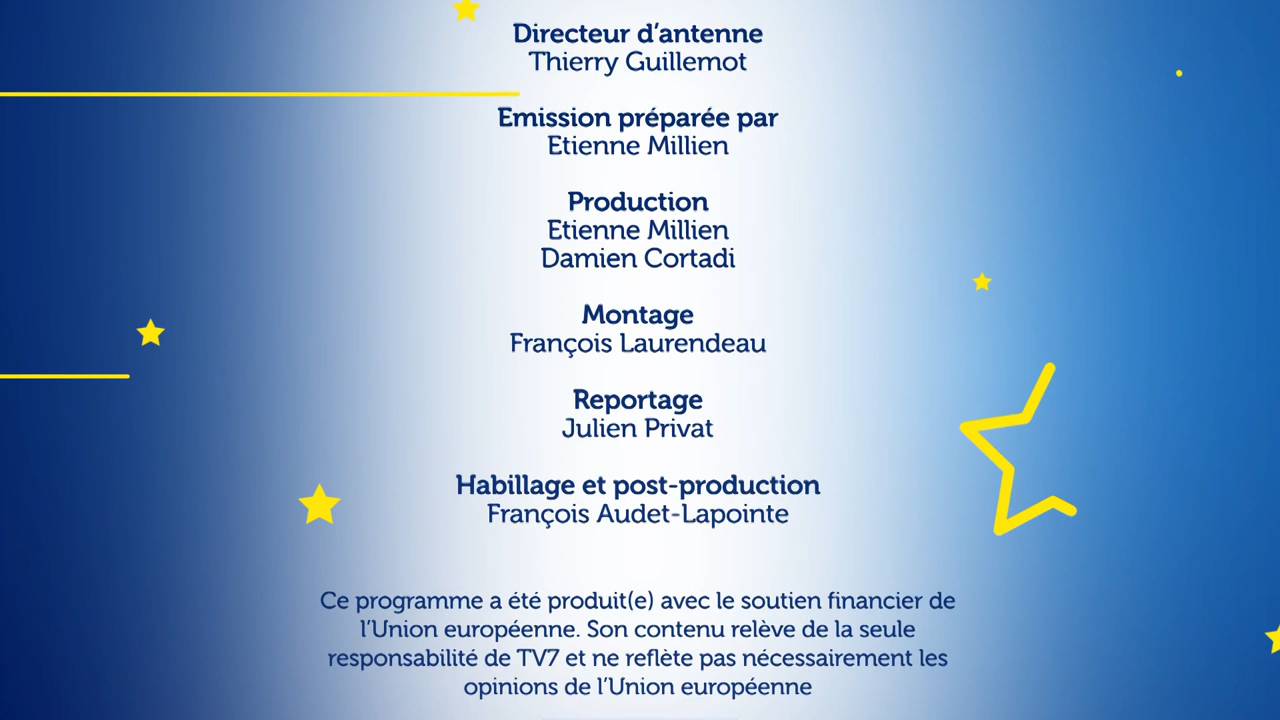 Directeur d'antenne
Thierry Guillemot
Emission préparée par
Etienne Millien
Production
Etienne Millien
Damien Cortadi
Montage
François Laurendeau
Reportage
Julien Privat
Habillage et post-production
François Audet-Lapointe
Ce programme a été produit(e) avec le soutien financier de
l'Union européenne. Son contenu relève de la seule
responsabilité de TV7 et ne reflète pas nécessairement les
opinions de l'Union européenne